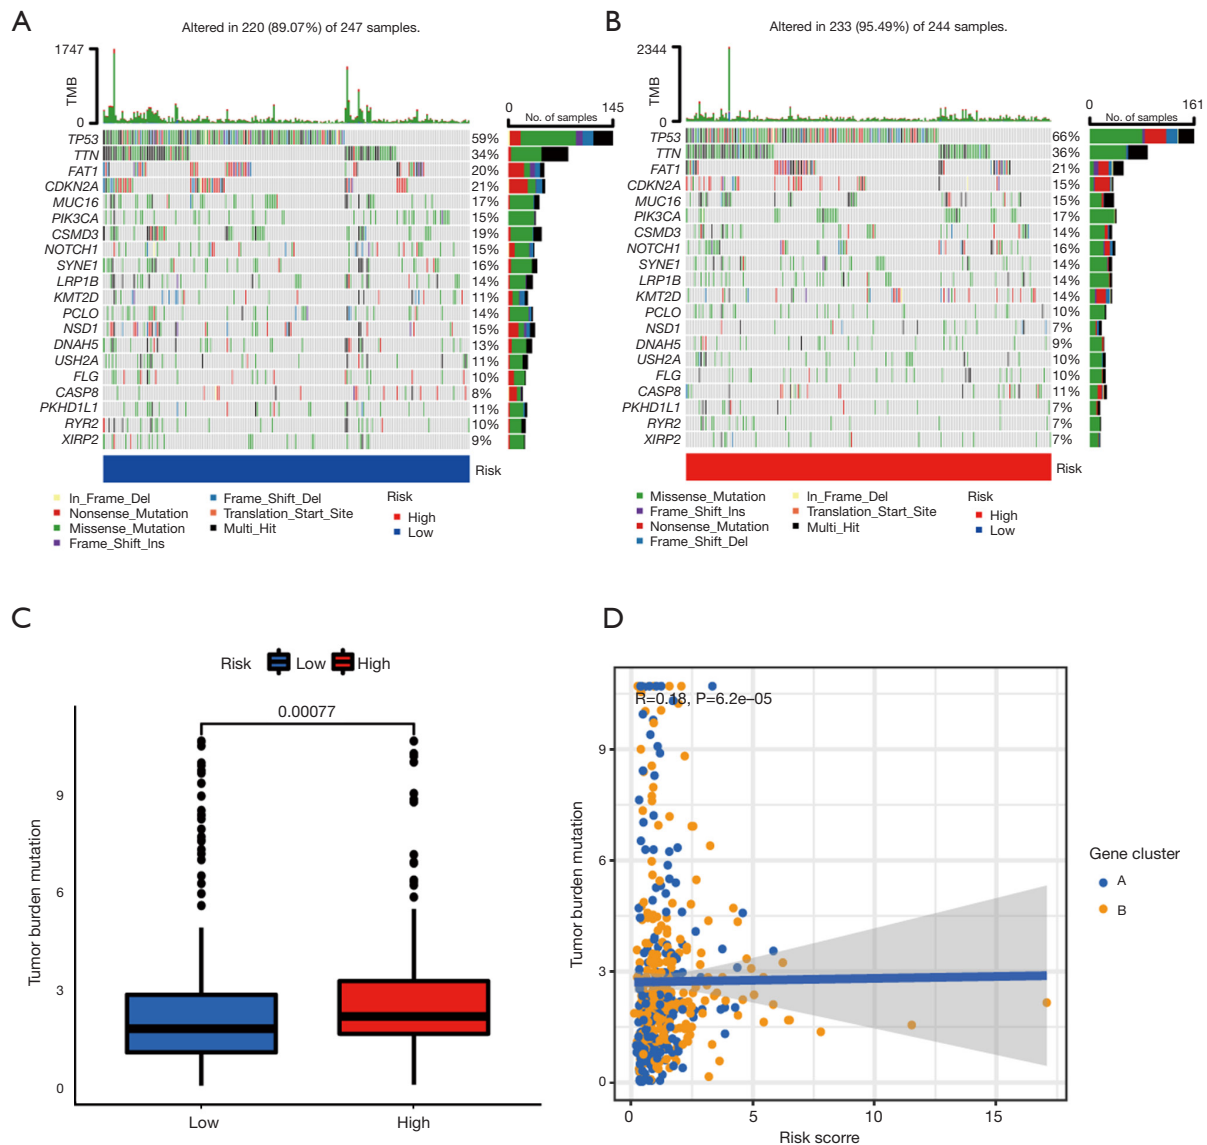 A
Altered in 220 (89.07%) of 247 samples.
1747
TMB
0
0 145
No. of samples
TP53 59%
TTN 34%
FAT1 20%
CDKN2A 21%
MUC16 17%
PIK3CA 15%
CSMD3 19%
NOTCH1 15%
SYNE1 16%
LRP1B 14%
KMT2D 11%
PCLO 14%
NSD1 15%
DNAH5 13%
USH2A 11%
FLG 10%
CASP8 8%
PKHD1L1 11%
RYR2 10%
XIRP2 9%
Risk
In_Frame_Del
Nonsense_Mutation
Missense_Mutation
Frame_Shift_Ins
Frame_Shift_Del
Translation_Start_Site
Multi_Hit
Risk
High
Low
B
Altered in 233 (95.49%) of 244 samples.
2344
TMB
0
0 161
No. of samples
TP53 66%
TTN 36%
FAT1 21%
CDKN2A 15%
MUC16 15%
PIK3CA 17%
CSMD3 14%
NOTCH1 16%
SYNE1 14%
LRP1B 14%
KMT2D 14%
PCLO 10%
NSD1 7%
DNAH5 9%
USH2A 10%
FLG 10%
CASP8 11%
PKHD1L1 7%
RYR2 7%
XIRP2 7%
Risk
Missense_Mutation
Frame_Shift_Ins
Nonsense_Mutation
Frame_Shift_Del
In_Frame_Del
Translation_Start_Site
Multi_Hit
Risk
High
Low
C
Risk Low High
0.00077
Tumor burden mutation
9
6
3
0
Low High
D
R=0.18, P=6.2e–05
Tumor burden mutation
9
6
3
0
0 5 10 15
Risk scorre
Gene cluster
A
B